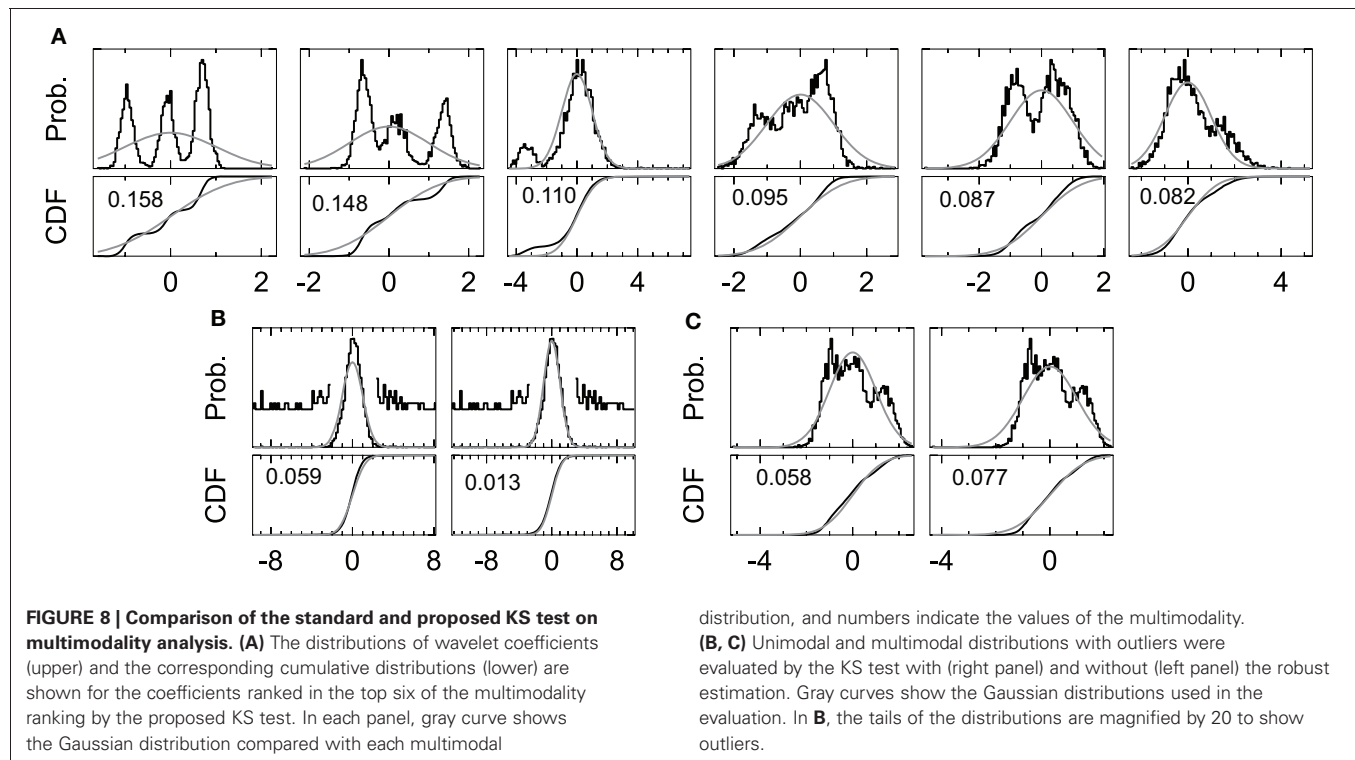 A
Prob.
CDF
0.158
0.148
0.110
0.095
0.087
0.082
0 2
-2 0 2
-4 0 4
-2 0 2
-2 0 2
0 4
B
Prob.
CDF
0.059
0.013
-8 0 8
-8 0 8
C
Prob.
CDF
0.058
0.077
-4 0
-4 0
FIGURE 8 | Comparison of the standard and proposed KS test on
multimodality analysis. (A) The distributions of wavelet coefficients
(upper) and the corresponding cumulative distributions (lower) are
shown for the coefficients ranked in the top six of the multimodality
ranking by the proposed KS test. In each panel, gray curve shows
the Gaussian distribution compared with each multimodal
distribution, and numbers indicate the values of the multimodality.
(B, C) Unimodal and multimodal distributions with outliers were
evaluated by the KS test with (right panel) and without (left panel) the robust
estimation. Gray curves show the Gaussian distributions used in the
evaluation. In B, the tails of the distributions are magnified by 20 to show
outliers.